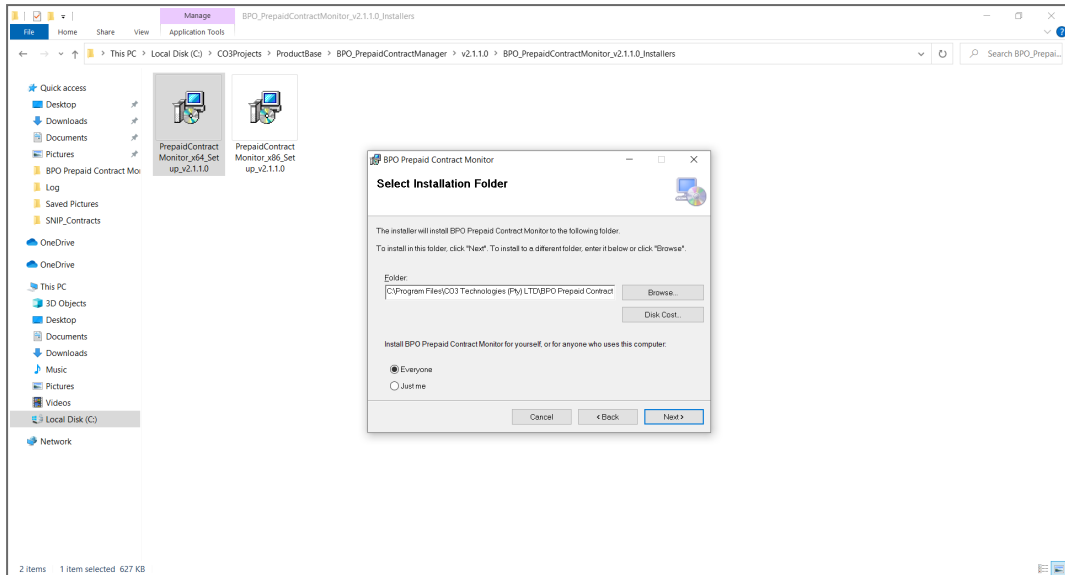 Manage
BPO_PrepaidContractMonitor_v2.1.1.0_Installers
File
Home
Share
View
Application Tools
This PC > Local Disk (C:) > CO3Projects > ProductBase > BPO_PrepaidContractManager > v2.1.1.0 > BPO_PrepaidContractMonitor_v2.1.1.0_Installers
Search BPO_Prepai...
Quick access
Desktop
Downloads
Documents
Pictures
BPO Prepaid Contract Mo
Log
Saved Pictures
SNIP_Contracts
OneDrive
OneDrive
This PC
3D Objects
Desktop
Documents
Downloads
Music
Pictures
Videos
Local Disk (C:)
Network
PrepaidContract
Monitor_x64_Set
up_v2.1.1.0
PrepaidContract
Monitor_x86_Set
up_v2.1.1.0
BPO Prepaid Contract Monitor
Select Installation Folder
The installer will install BPO Prepaid Contract Monitor to the following folder.
To install in this folder, click "Next". To install to a different folder, enter it below or click "Browse".
Folder:
C:\Program Files\CO3 Technologies (Pty) LTD\BPO Prepaid Contract
Browse...
Disk Cost...
Install BPO Prepaid Contract Monitor for yourself, or for anyone who uses this computer:
Everyone
Just me
Cancel
< Back
Next >
2 items
1 item selected 627 KB